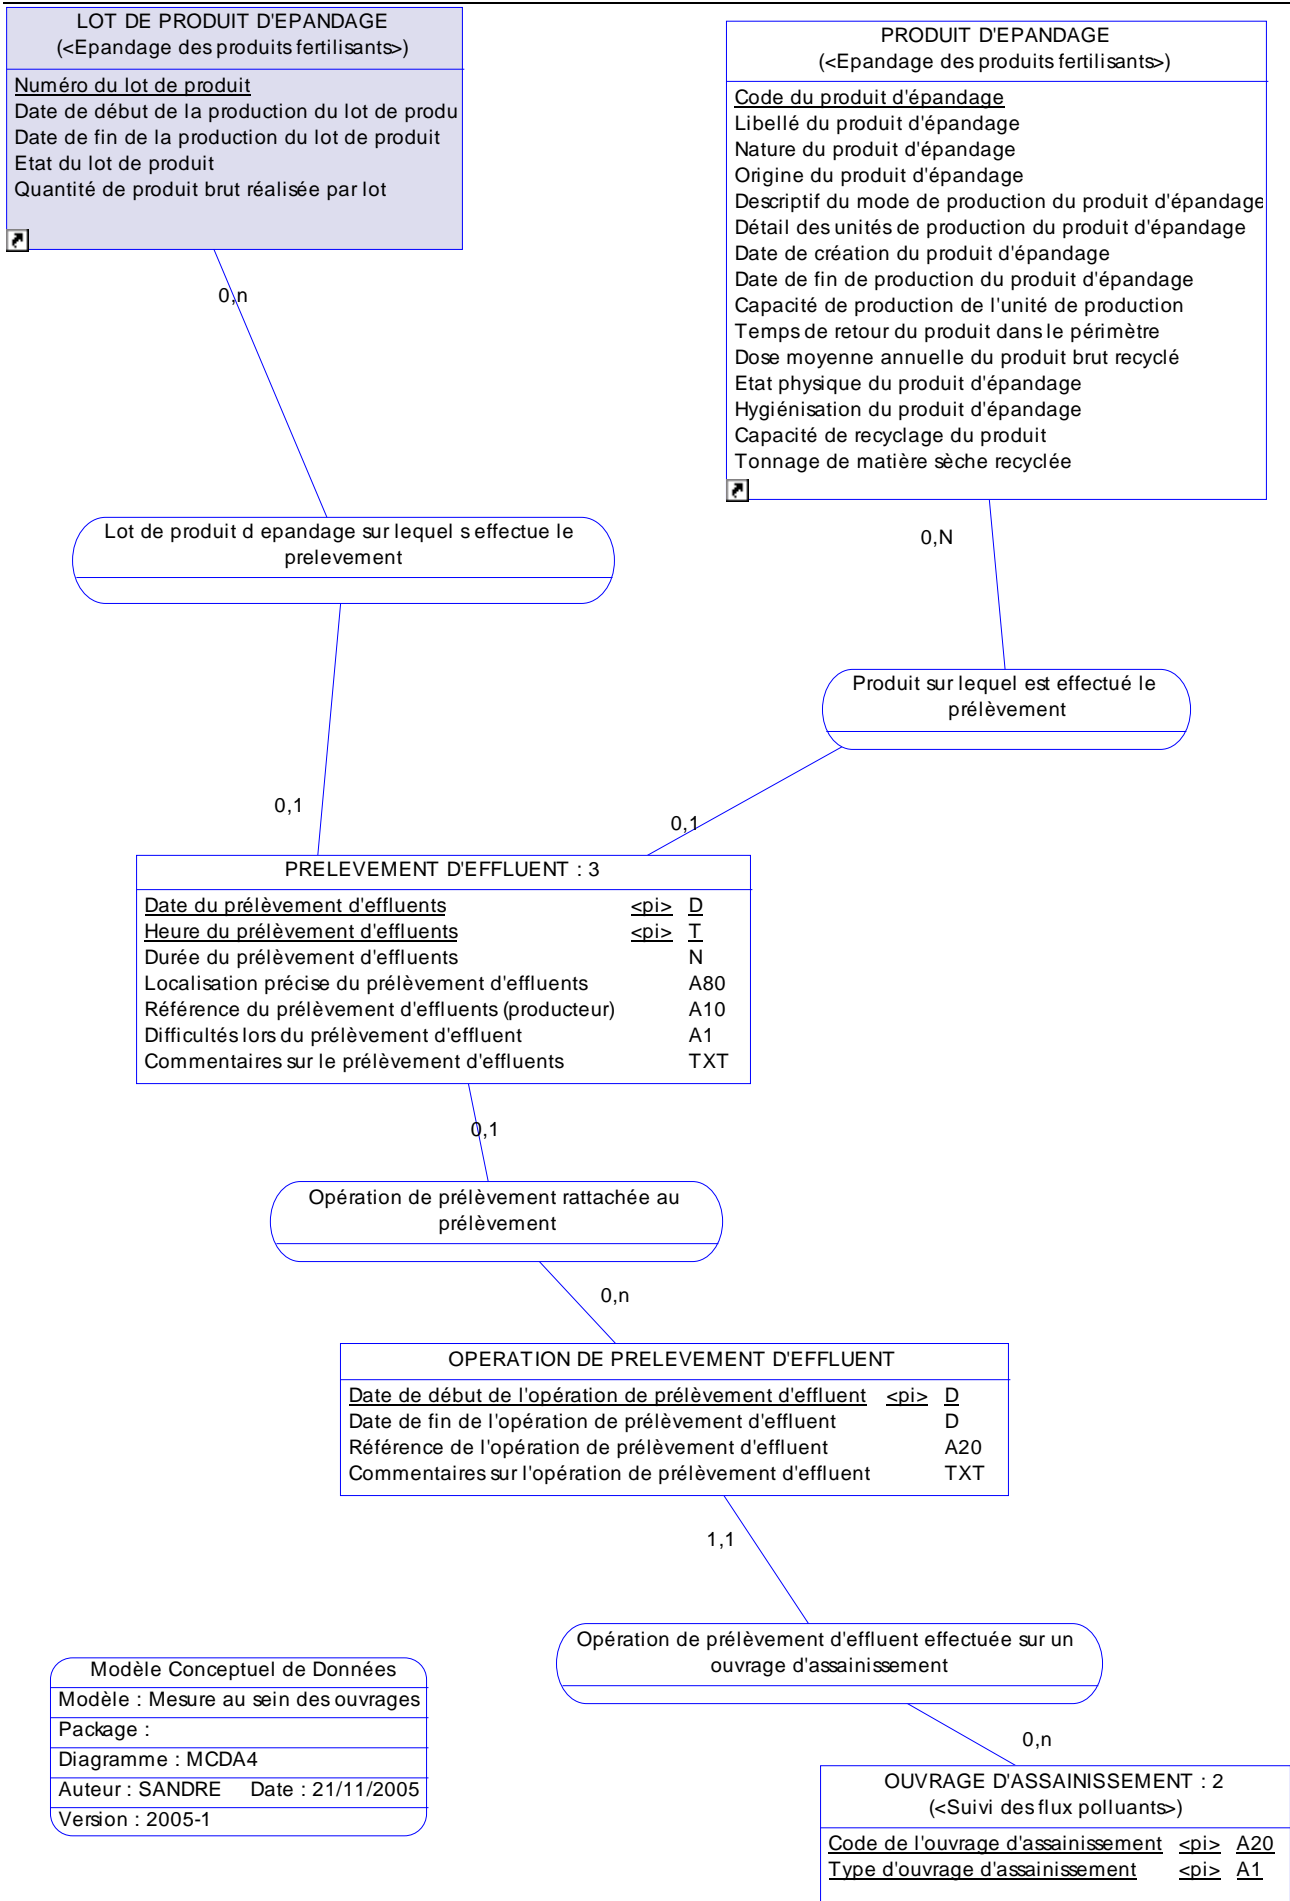 LOT DE PRODUIT D'EPANDAGE
(<Epandage des produits fertilisants>)
Numéro du lot de produit
Date de début de la production du lot de produ
Date de fin de la production du lot de produit
Etat du lot de produit
Quantité de produit brut réalisée par lot
0,n
PRODUIT D'EPANDAGE
(<Epandage des produits fertilisants>)
Code du produit d'épandage
Libellé du produit d'épandage
Nature du produit d'épandage
Origine du produit d'épandage
Descriptif du mode de production du produit d'épandage
Détail des unités de production du produit d'épandage
Date de création du produit d'épandage
Date de fin de production du produit d'épandage
Capacité de production de l'unité de production
Temps de retour du produit dans le périmètre
Dose moyenne annuelle du produit brut recyclé
Etat physique du produit d'épandage
Hygiénisation du produit d'épandage
Capacité de recyclage du produit
Tonnage de matière sèche recyclée
0,N
Lot de produit d epandage sur lequel s effectue le
prelevement
Produit sur lequel est effectué le
prélèvement
0,1
0,1
PRELEVEMENT D'EFFLUENT : 3
Date du prélèvement d'effluents <pi> D
Heure du prélèvement d'effluents <pi> T
Durée du prélèvement d'effluents N
Localisation précise du prélèvement d'effluents A80
Référence du prélèvement d'effluents (producteur) A10
Difficultés lors du prélèvement d'effluent A1
Commentaires sur le prélèvement d'effluents TXT
0,1
Opération de prélèvement rattachée au
prélèvement
0,n
OPERATION DE PRELEVEMENT D'EFFLUENT
Date de début de l'opération de prélèvement d'effluent <pi> D
Date de fin de l'opération de prélèvement d'effluent D
Référence de l'opération de prélèvement d'effluent A20
Commentaires sur l'opération de prélèvement d'effluent TXT
1,1
Opération de prélèvement d'effluent effectuée sur un
ouvrage d'assainissement
0,n
Modèle Conceptuel de Données
Modèle : Mesure au sein des ouvrages
Package :
Diagramme : MCDA4
Auteur : SANDRE Date : 21/11/2005
Version : 2005-1
OUVRAGE D'ASSAINISSEMENT : 2
(<Suivi des flux polluants>)
Code de l'ouvrage d'assainissement <pi> A20
Type d'ouvrage d'assainissement <pi> A1